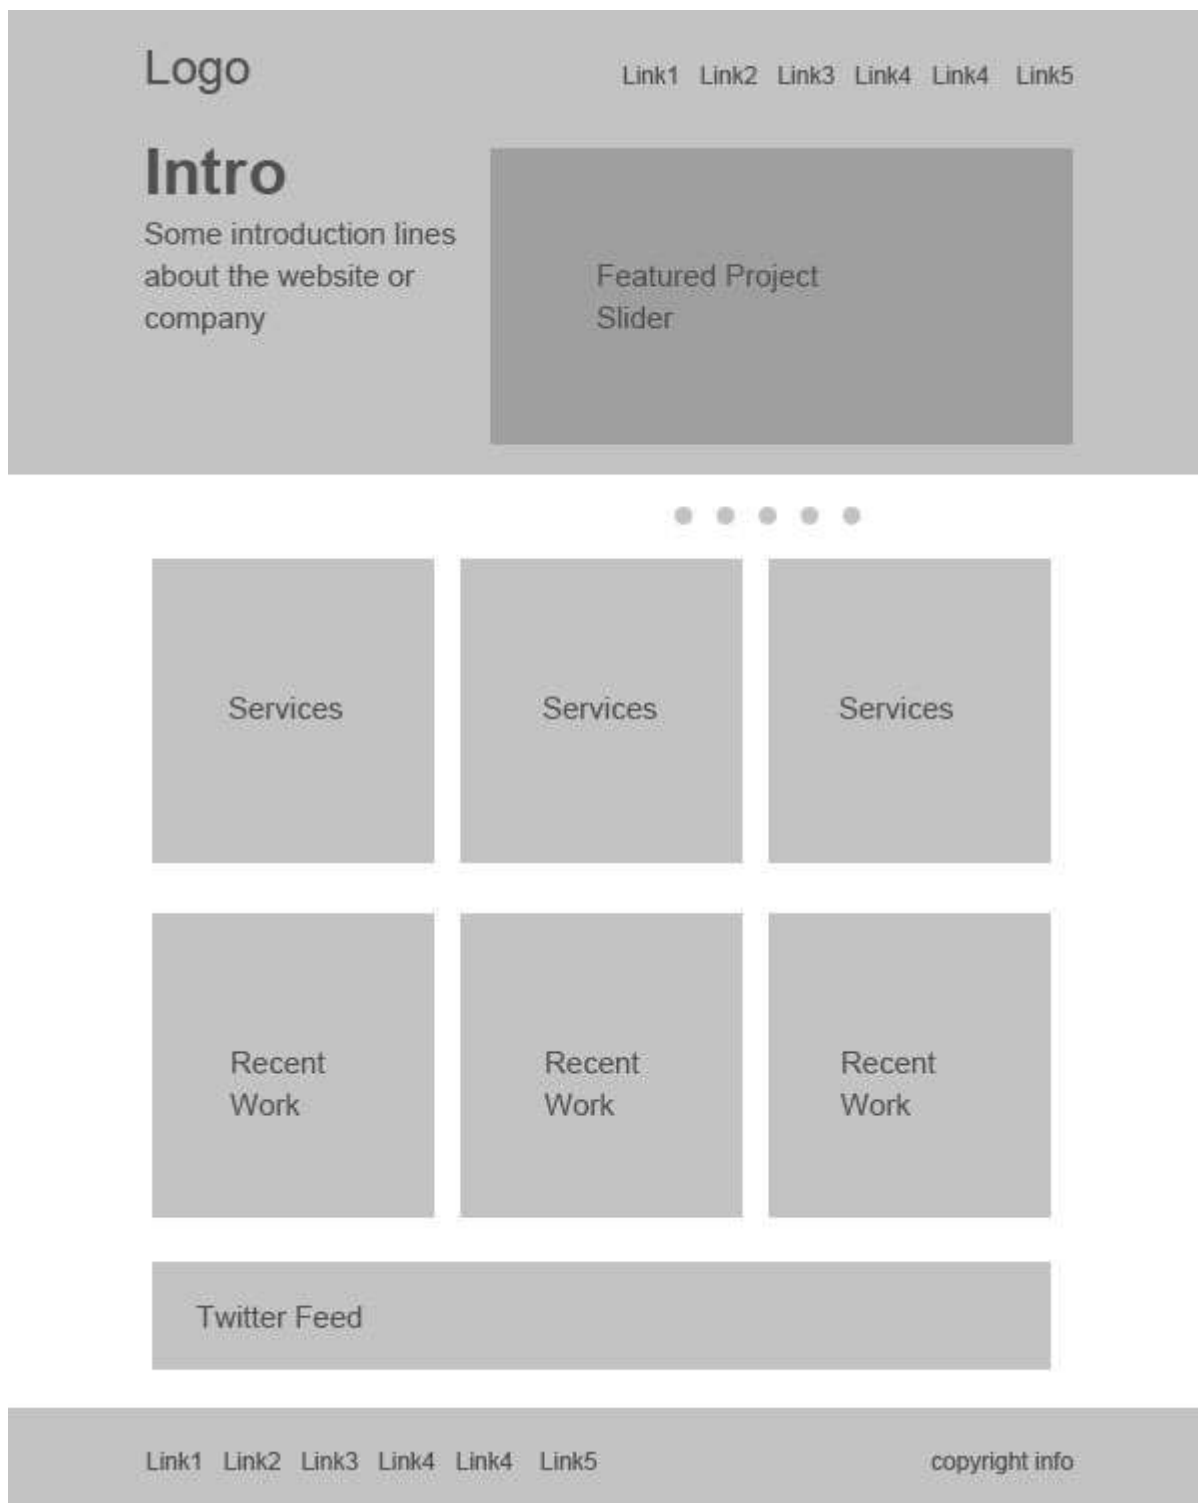 Logo
Link1 Link2 Link3 Link4 Link4 Link5
Intro
Some introduction lines
about the website or
company
Featured Project
Slider
Services
Services
Services
Recent
Work
Recent
Work
Recent
Work
Twitter Feed
Link1 Link2 Link3 Link4 Link4 Link5
copyright info